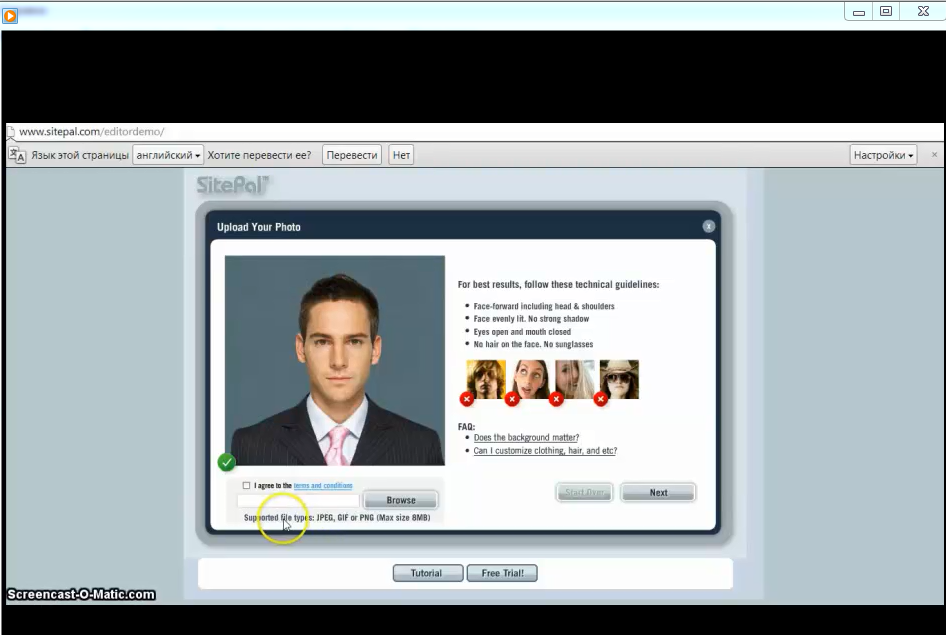 www.sitepal.com/editordemo/
Язык этой страницы английский Хотите перевести ее? Перевести Нет Настройки
SitePal
Upload Your Photo
For best results, follow these technical guidelines:
• Face-forward including head & shoulders
• Face evenly lit. No strong shadow
• Eyes open and mouth closed
• No hair on the face. No sunglasses
FAQ:
• Does the background matter?
• Can I customize clothing, hair, and etc?
I agree to the terms and conditions
Browse
Supported file types: JPEG, GIF or PNG (Max size 8MB)
Start Over Next
Tutorial Free Trial!
Screencast-O-Matic.com